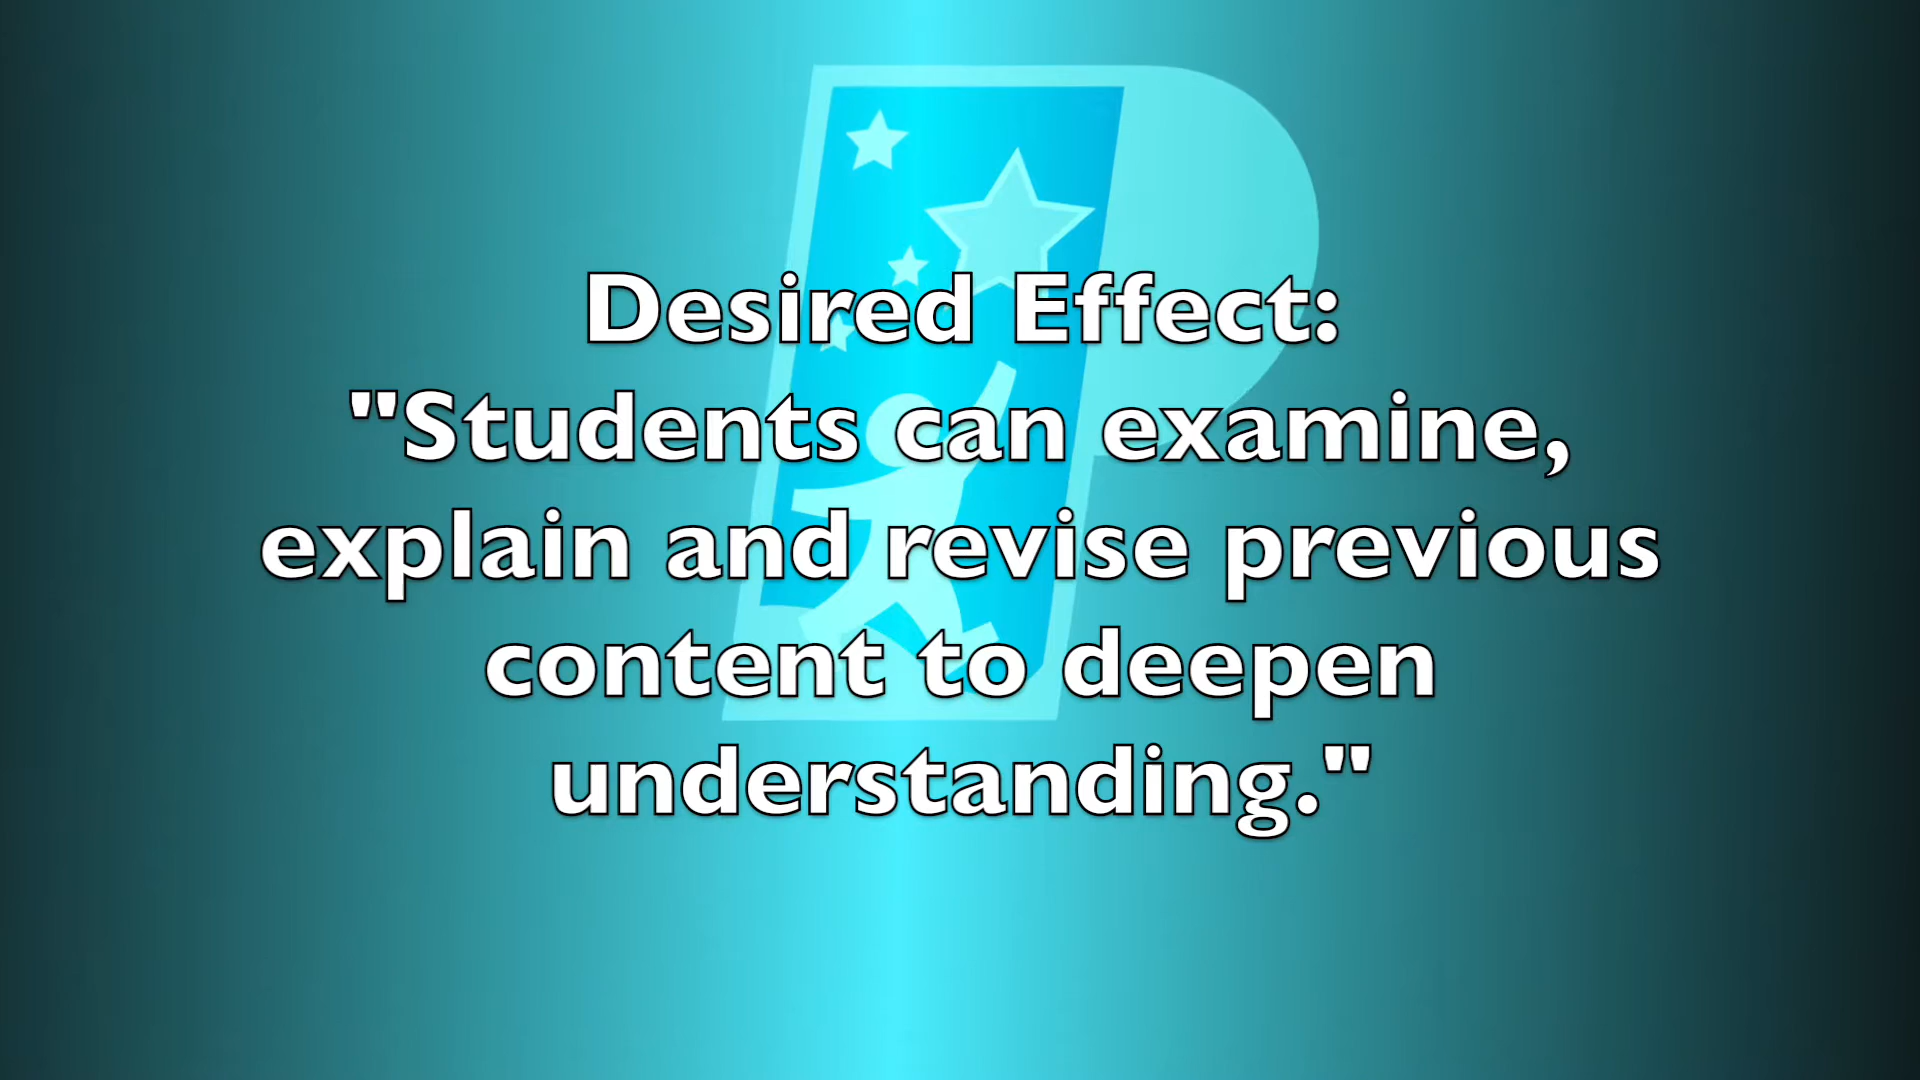 Desired Effect:
"Students can examine,
explain and revise previous
content to deepen
understanding."